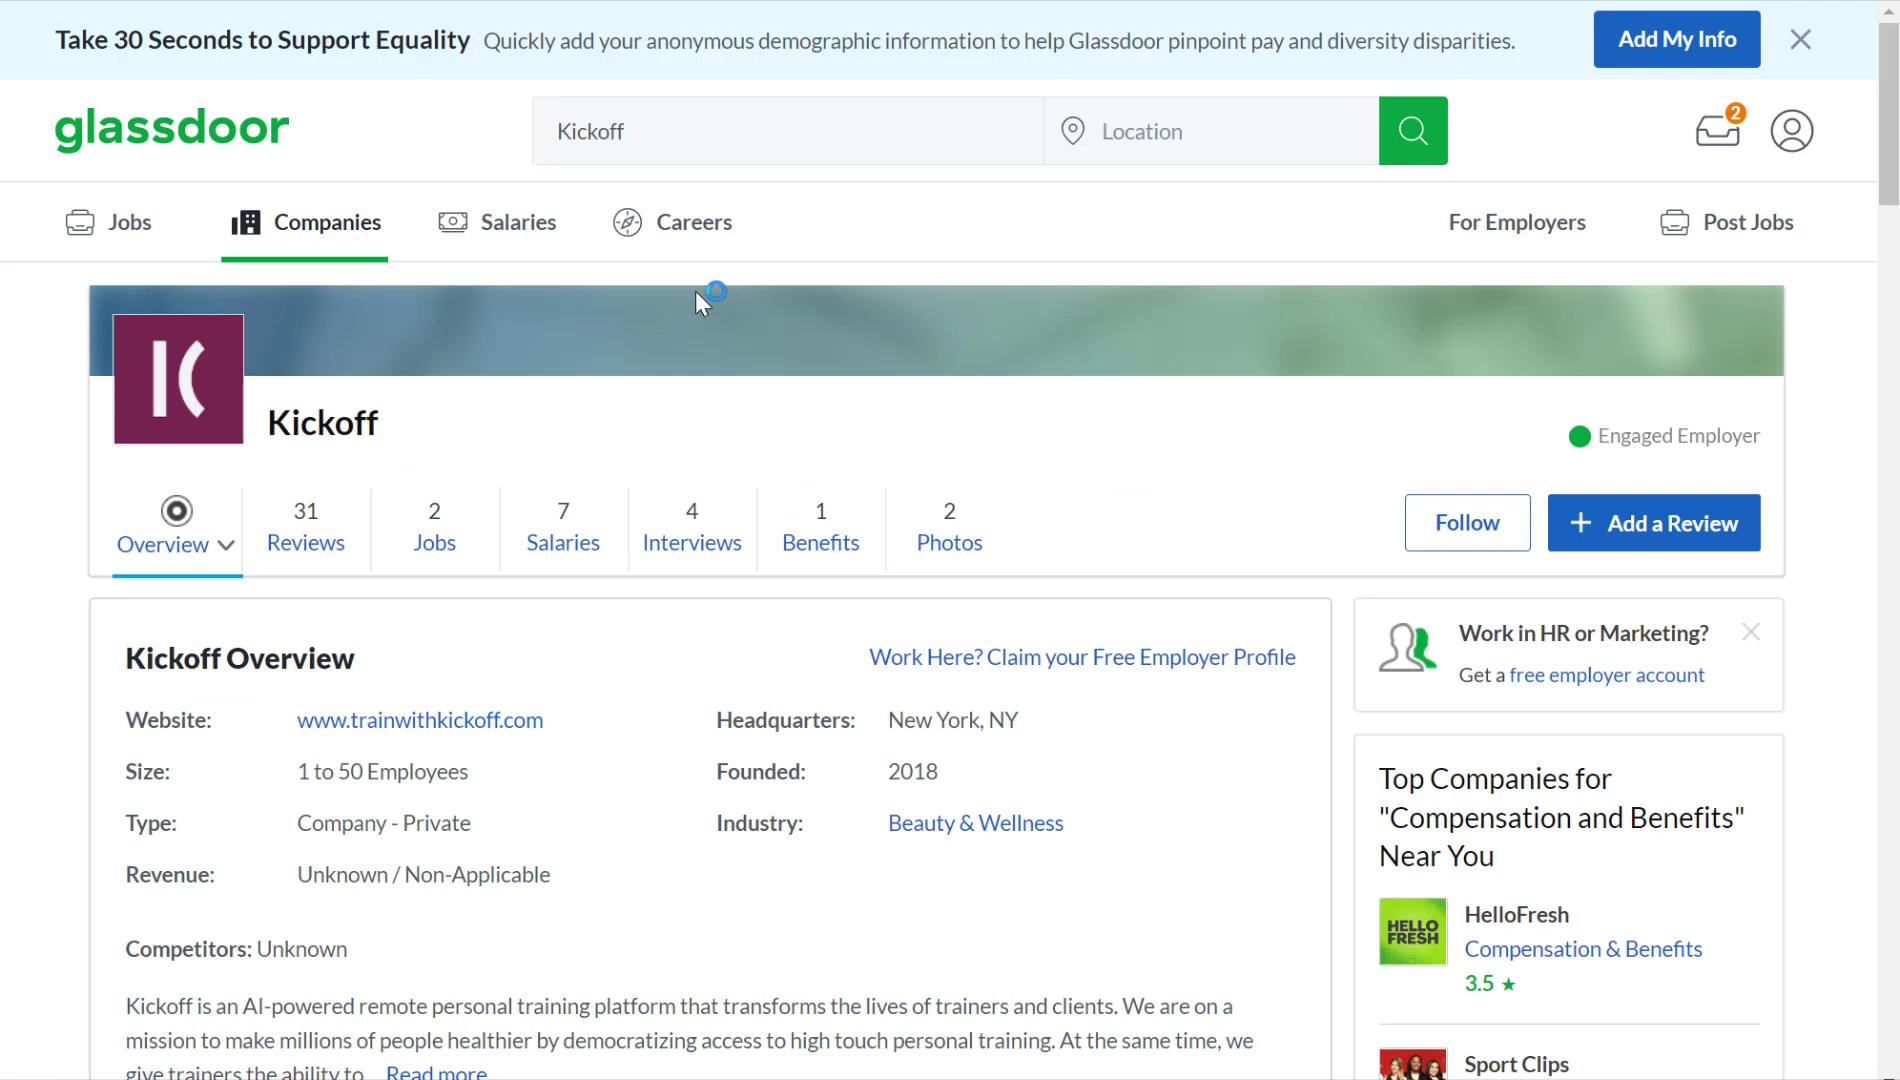 Take 30 Seconds to Support Equality Quickly add your anonymous demographic information to help Glassdoor pinpoint pay and diversity disparities. Add My Info
glassdoor Kickoff Location 2
Jobs Companies Salaries Careers For Employers Post Jobs
Kickoff
Engaged Employer
31 2 7 4 1 2
Overview Reviews Jobs Salaries Interviews Benefits Photos
Follow + Add a Review
Kickoff Overview Work Here? Claim your Free Employer Profile
Website: www.trainwithkickoff.com Headquarters: New York, NY
Size: 1 to 50 Employees Founded: 2018
Type: Company - Private Industry: Beauty & Wellness
Revenue: Unknown / Non-Applicable
Competitors: Unknown
Kickoff is an AI-powered remote personal training platform that transforms the lives of trainers and clients. We are on a
mission to make millions of people healthier by democratizing access to high touch personal training. At the same time, we
give trainers the ability to... Read more
Work in HR or Marketing?
Get a free employer account
Top Companies for
"Compensation and Benefits"
Near You
HELLO
FRESH
HelloFresh
Compensation & Benefits
3.5 ★
Sport Clips